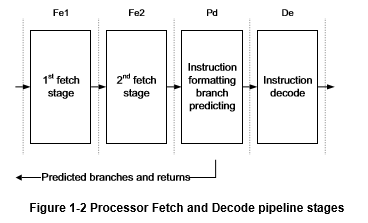 Fe1 Fe2 Pd De
1st fetch
stage
2nd fetch
stage
Instruction
formatting
branch
predicting
Instruction
decode
Predicted branches and returns
Figure 1-2 Processor Fetch and Decode pipeline stages